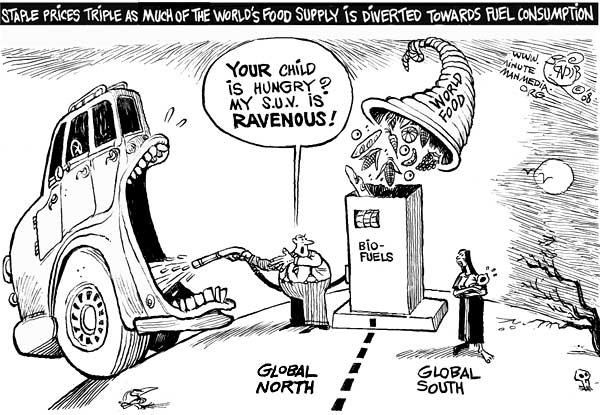 STAPLE PRICES TRIPLE AS MUCH OF THE WORLD'S FOOD SUPPLY IS DIVERTED TOWARDS FUEL CONSUMPTION
YOUR CHILD
IS HUNGRY?
MY S.U.V. IS
RAVENOUS!
WORLD
FOOD
WWW.
MINUTE
MANMEDIA.
ORG
©08
BIO-
FUELS
GLOBAL
NORTH
GLOBAL
SOUTH